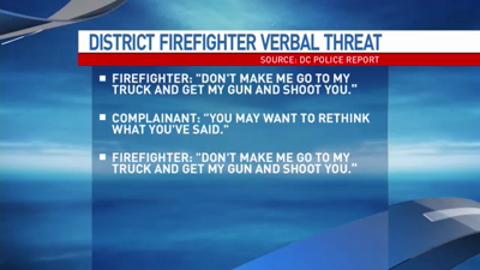 DISTRICT FIREFIGHTER VERBAL THREAT
SOURCE: DC POLICE REPORT
FIREFIGHTER: "DON'T MAKE ME GO TO MY
TRUCK AND GET MY GUN AND SHOOT YOU."
COMPLAINANT: "YOU MAY WANT TO RETHINK
WHAT YOU'VE SAID."
FIREFIGHTER: "DON'T MAKE ME GO TO MY
TRUCK AND GET MY GUN AND SHOOT YOU."